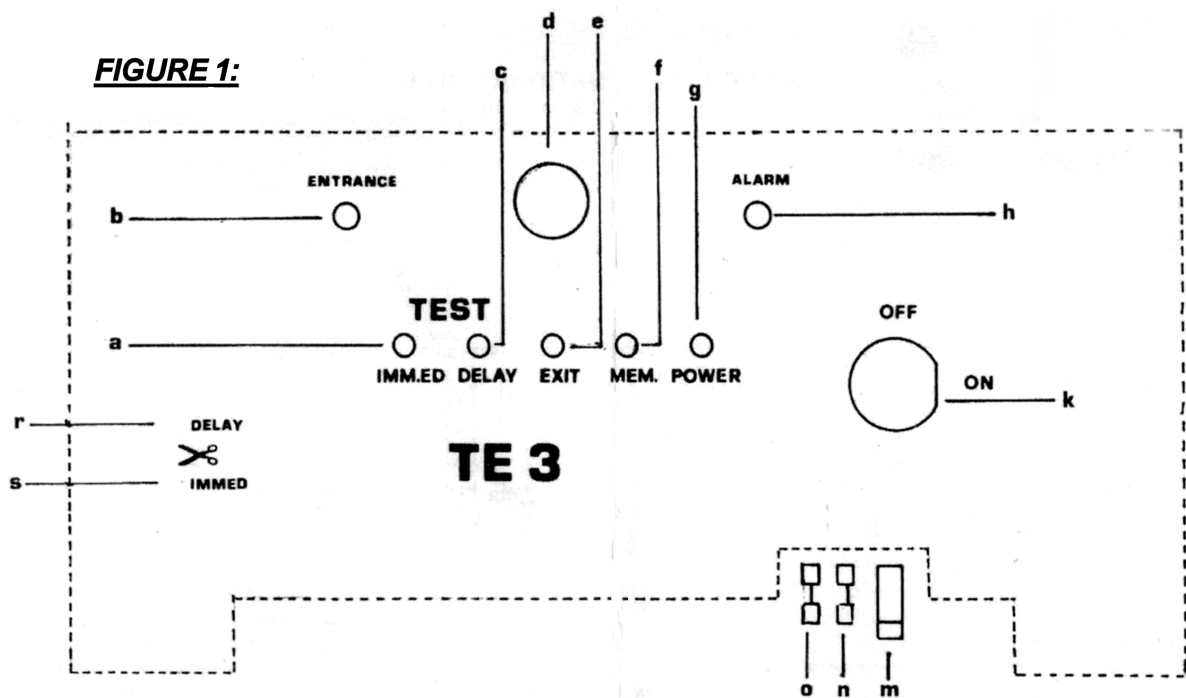 d e
FIGURE 1:
c f
g
ENTRANCE ALARM
b h
TEST OFF
a
IMM.ED DELAY EXIT MEM. POWER
ON k
r DELAY
TE 3
s IMMED
o n m